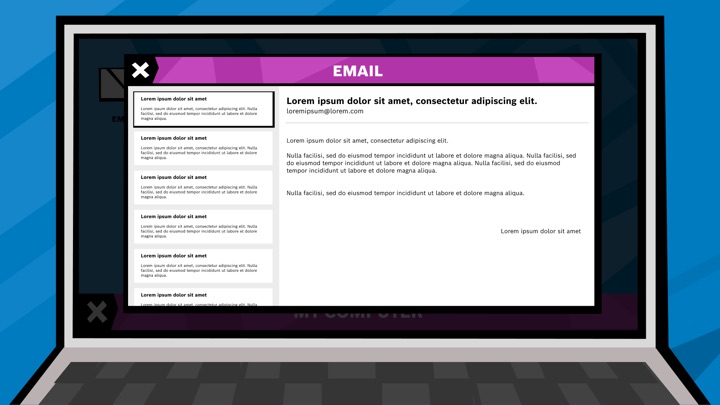 EMAIL
Lorem ipsum dolor sit amet
Lorem ipsum dolor sit amet, consectetur adipiscing elit. Nulla
facilisi, sed do eiusmod tempor incididunt ut labore et dolore
magna aliqua.
Lorem ipsum dolor sit amet
Lorem ipsum dolor sit amet, consectetur adipiscing elit. Nulla
facilisi, sed do eiusmod tempor incididunt ut labore et dolore
magna aliqua.
Lorem ipsum dolor sit amet
Lorem ipsum dolor sit amet, consectetur adipiscing elit. Nulla
facilisi, sed do eiusmod tempor incididunt ut labore et dolore
magna aliqua.
Lorem ipsum dolor sit amet
Lorem ipsum dolor sit amet, consectetur adipiscing elit. Nulla
facilisi, sed do eiusmod tempor incididunt ut labore et dolore
magna aliqua.
Lorem ipsum dolor sit amet
Lorem ipsum dolor sit amet, consectetur adipiscing elit. Nulla
facilisi, sed do eiusmod tempor incididunt ut labore et dolore
magna aliqua.
Lorem ipsum dolor sit amet
Lorem ipsum dolor sit amet, consectetur adipiscing elit. Nulla
Lorem ipsum dolor sit amet, consectetur adipiscing elit.
loremipsum@lorem.com
Lorem ipsum dolor sit amet, consectetur adipiscing elit.
Nulla facilisi, sed do eiusmod tempor incididunt ut labore et dolore magna aliqua. Nulla facilisi, sed
do eiusmod tempor incididunt ut labore et dolore magna aliqua. Nulla facilisi, sed do eiusmod
tempor incididunt ut labore et dolore magna aliqua.
Nulla facilisi, sed do eiusmod tempor incididunt ut labore et dolore magna aliqua.
Lorem ipsum dolor sit amet
MY COMPUTER